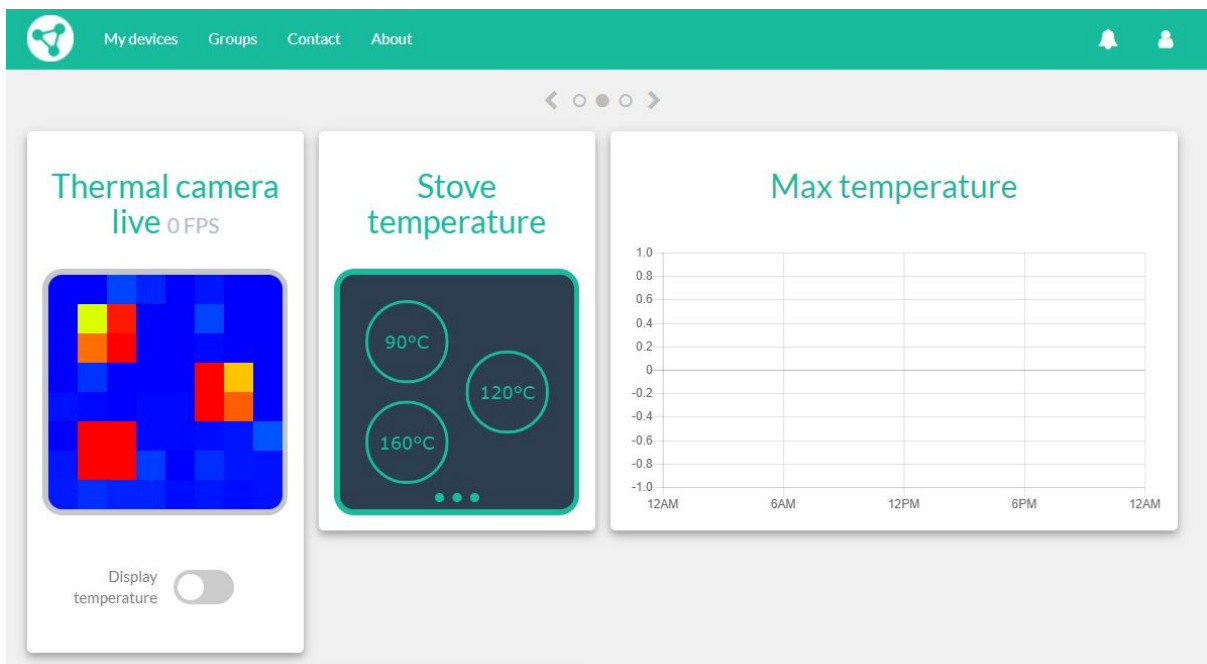 My devices Groups Contact About
Thermal camera
live 0 FPS
Display
temperature
Stove
temperature
90°C
120°C
160°C
Max temperature
1.0
0.8
0.6
0.4
0.2
0
-0.2
-0.4
-0.6
-0.8
-1.0
12AM 6AM 12PM 6PM 12AM